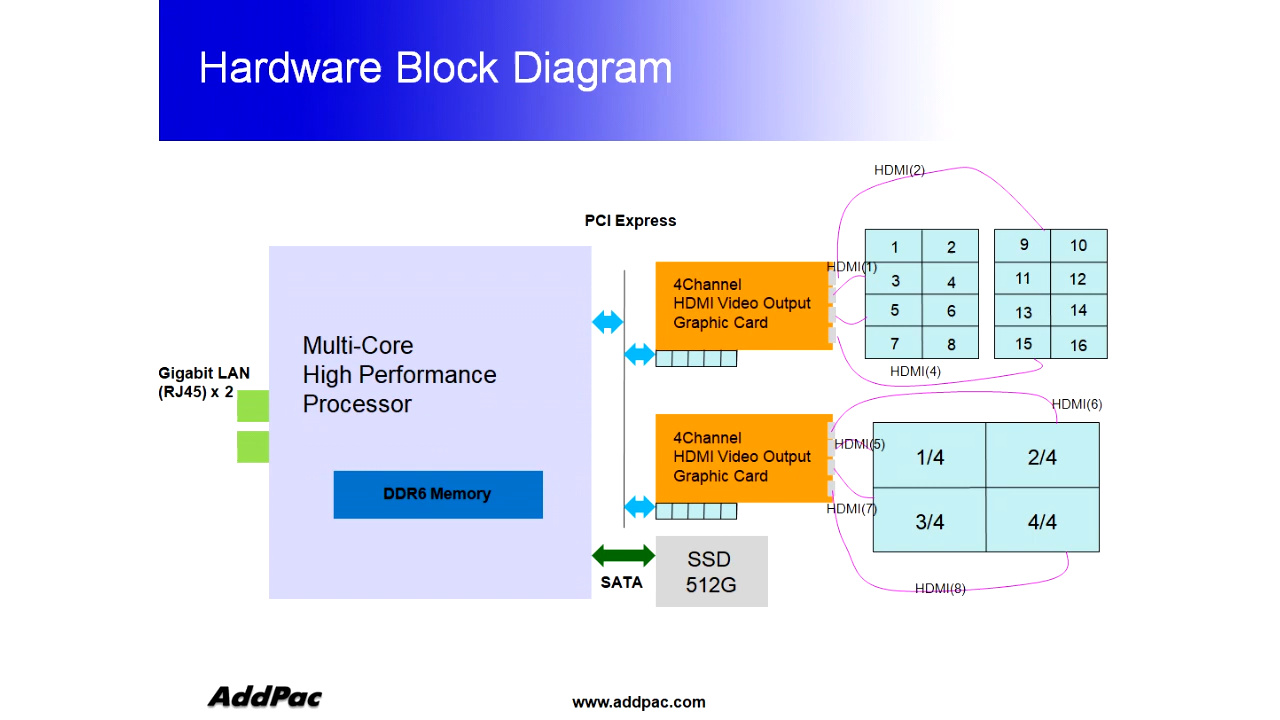 Hardware Block Diagram
HDMI(2)
PCI Express
1 2
9 10
HDMI(1)
3 4
11 12
5 6
13 14
7 8
15 16
4Channel
HDMI Video Output
Graphic Card
HDMI(4)
Multi-Core
High Performance
Processor
Gigabit LAN
(RJ45) x 2
DDR6 Memory
HDMI(6)
4Channel
HDMI Video Output
Graphic Card
HDMI(5)
1/4 2/4
HDMI(7)
3/4 4/4
SATA
SSD
512G
HDMI(8)
AddPac
www.addpac.com